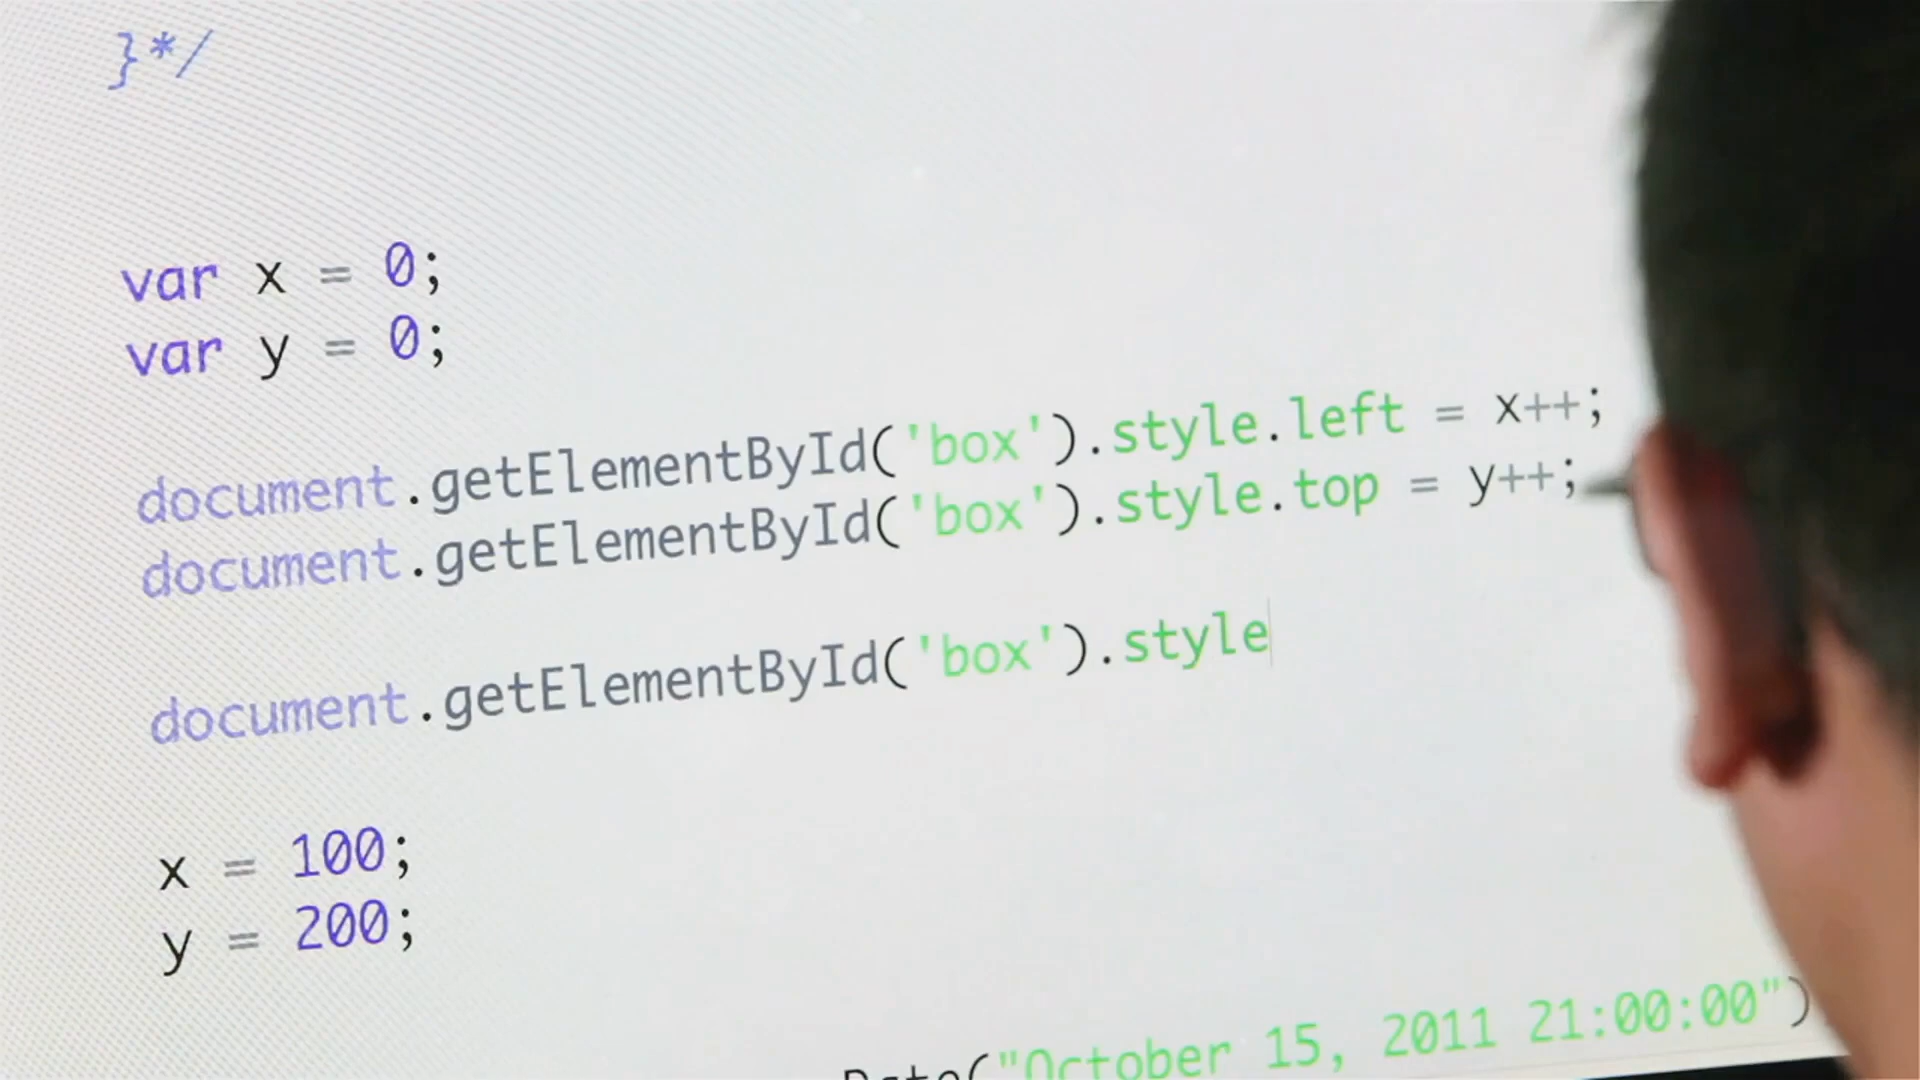 }*/
var x = 0;
var y = 0;
document.getElementById('box').style.left = x++;
document.getElementById('box').style.top = y++;
document.getElementById('box').style
x = 100;
y = 200;
Date("October 15, 2011 21:00:00")